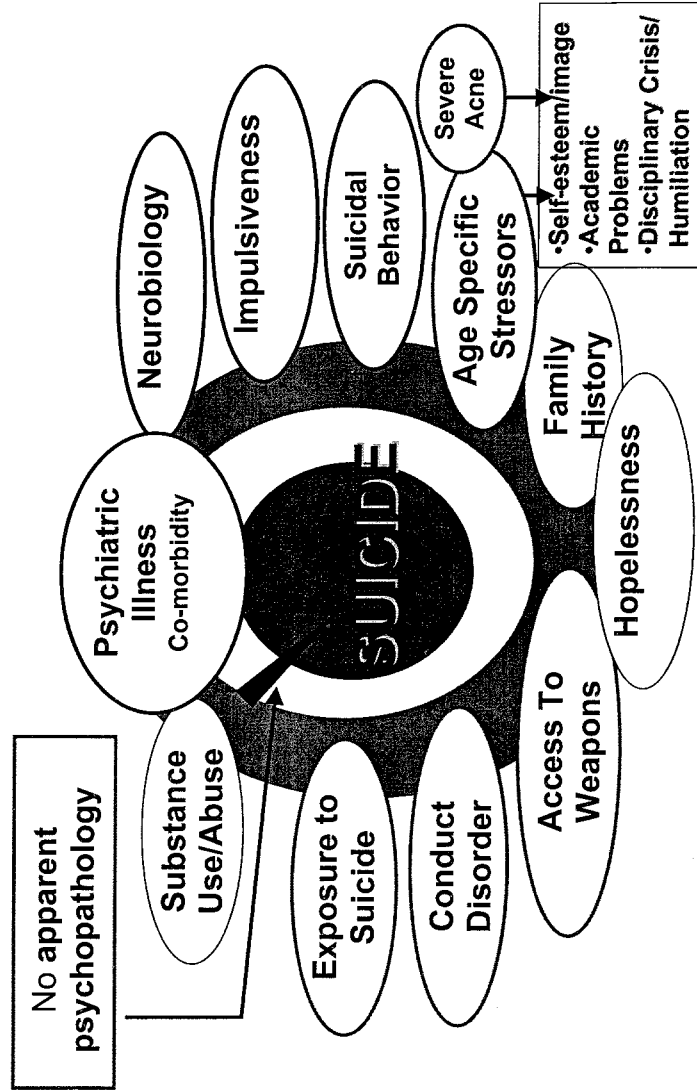 No apparent
psychopathology
Psychiatric
Illness
Co-morbidity
Neurobiology
Impulsiveness
Suicidal
Behavior
Severe
Acne
Age Specific
Stressors
•Self-esteem/image
•Academic
Problems
•Disciplinary Crisis/
Humiliation
Family
History
Hopelessness
Access To
Weapons
Conduct
Disorder
Exposure to
Suicide
Substance
Use/Abuse
SUICIDE